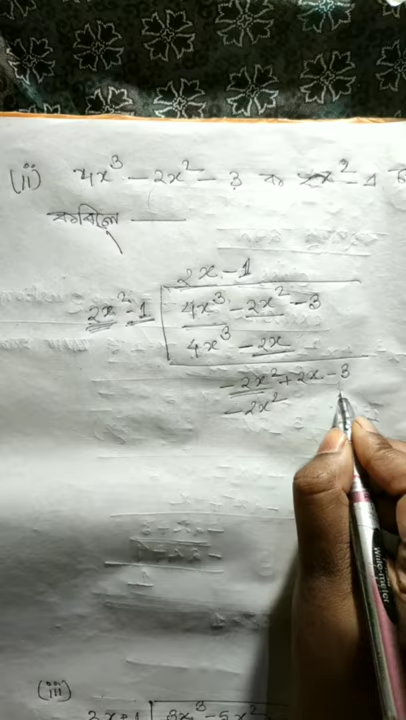 (ii) 4x³ - 2x² - 3 ক 2x² - 1
2x - 1
2x² - 1 4x³ - 2x² - 3
4x³ - 2x
-2x² + 2x - 3
-2x²
(iii)